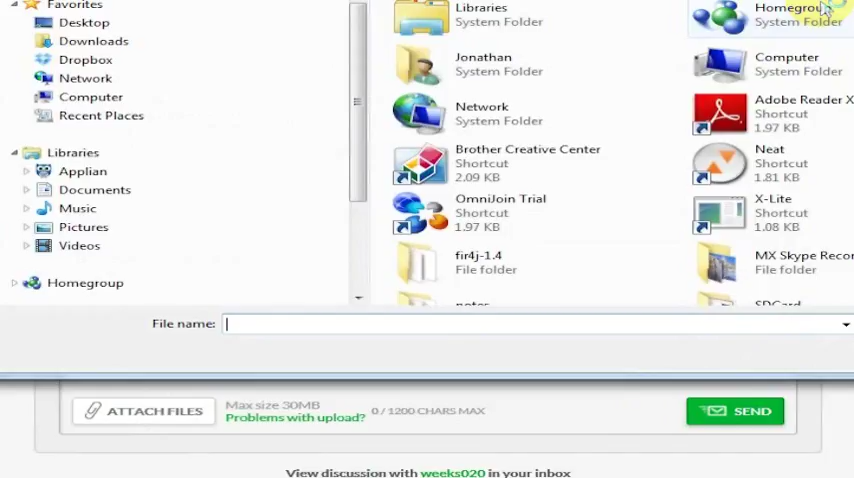 Favorites
Desktop
Downloads
Dropbox
Network
Computer
Recent Places
Libraries
Applian
Documents
Music
Pictures
Videos
Homegroup
Libraries
System Folder
Homegroup
System Folder
Jonathan
System Folder
Computer
System Folder
Network
System Folder
Adobe Reader X
Shortcut
1.97 KB
Brother Creative Center
Shortcut
2.09 KB
Neat
Shortcut
1.81 KB
OmniJoin Trial
Shortcut
1.97 KB
X-Lite
Shortcut
1.08 KB
fir4j-1.4
File folder
MX Skype Recor
File folder
notes
SDCard
File name:
ATTACH FILES
Max size 30MB
Problems with upload?
0 / 1200 CHARS MAX
SEND
View discussion with weeks020 in your inbox